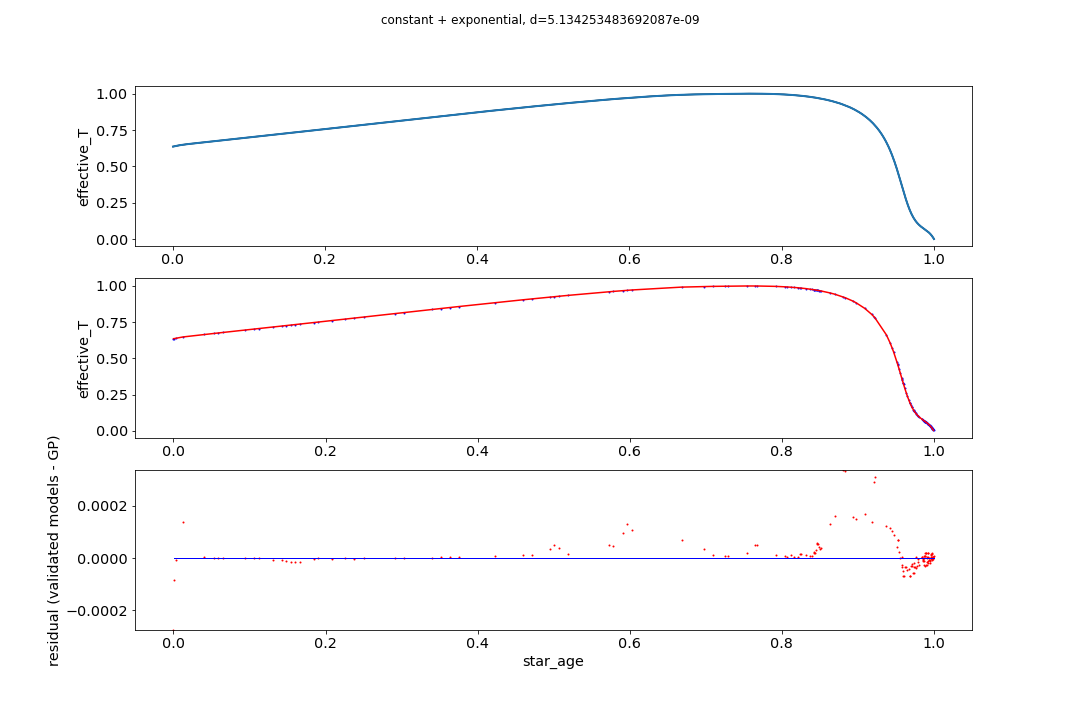 constant + exponential, d=5.134253483692087e-09
1.00
0.75
0.50
0.25
0.00
effective_T
0.0 0.2 0.4 0.6 0.8 1.0
1.00
0.75
0.50
0.25
0.00
effective_T
0.0 0.2 0.4 0.6 0.8 1.0
0.0002
0.0000
−0.0002
residual (validated models - GP)
0.0 0.2 0.4 0.6 0.8 1.0
star_age